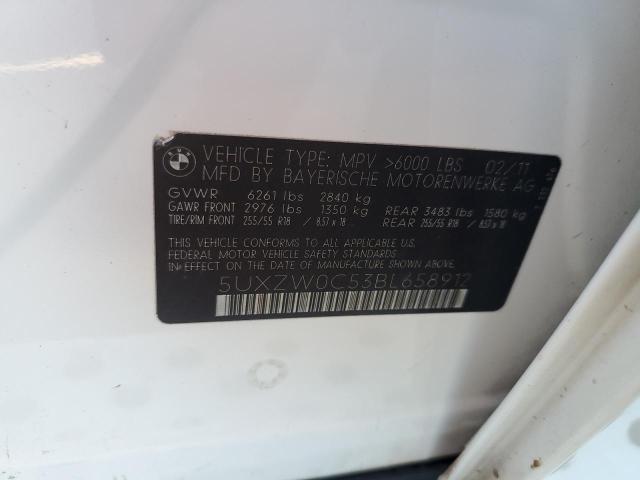 BMW
VEHICLE TYPE: MPV >6000 LBS 02/11
MFD BY BAYERISCHE MOTORENWERKE AG
GVWR 6261 lbs 2840 kg
GAWR FRONT 2976 lbs 1350 kg REAR 3483 lbs 1580 kg
TIRE/RIM FRONT 255/55 R18 / 8.5J x 18 REAR 255/55 R18 / 8.5J x 18
THIS VEHICLE CONFORMS TO ALL APPLICABLE U.S.
FEDERAL MOTOR VEHICLE SAFETY STANDARDS
IN EFFECT ON THE DATE OF MANUFACTURE SHOWN ABOVE.
5UXZW0C53BL658912